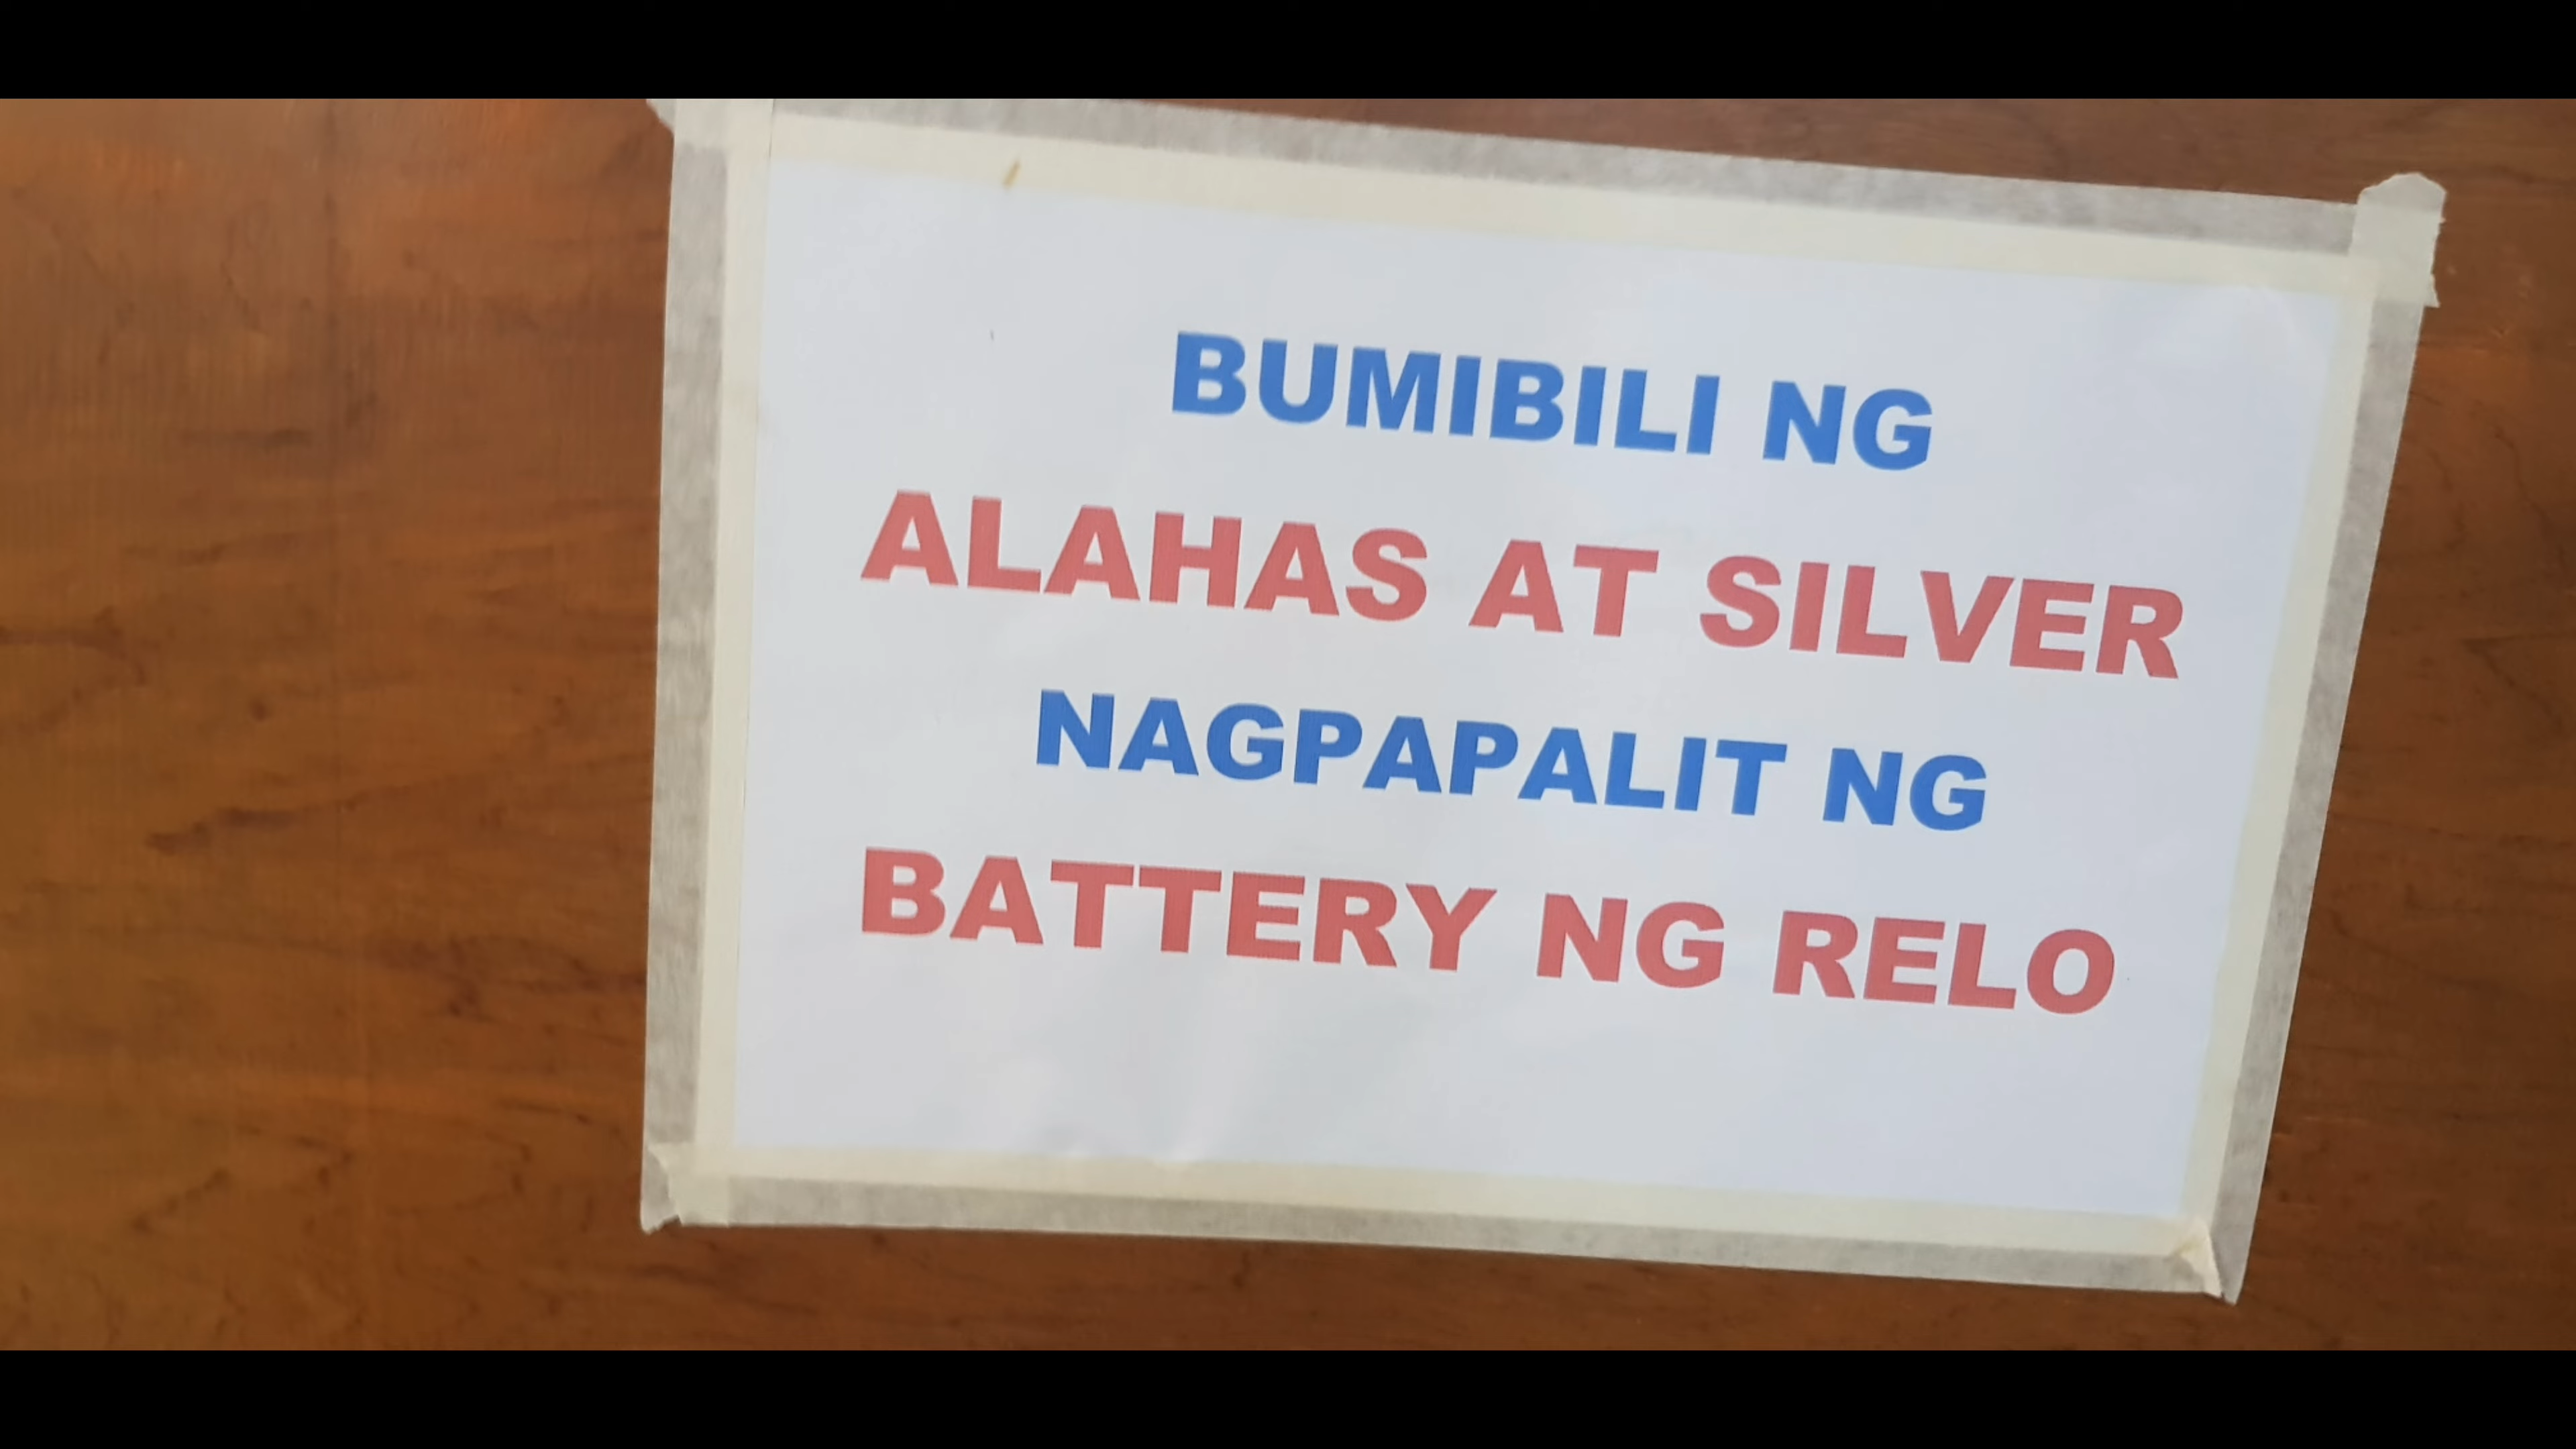 BUMIBILI NG
ALAHAS AT SILVER
NAGPAPALIT NG
BATTERY NG RELO